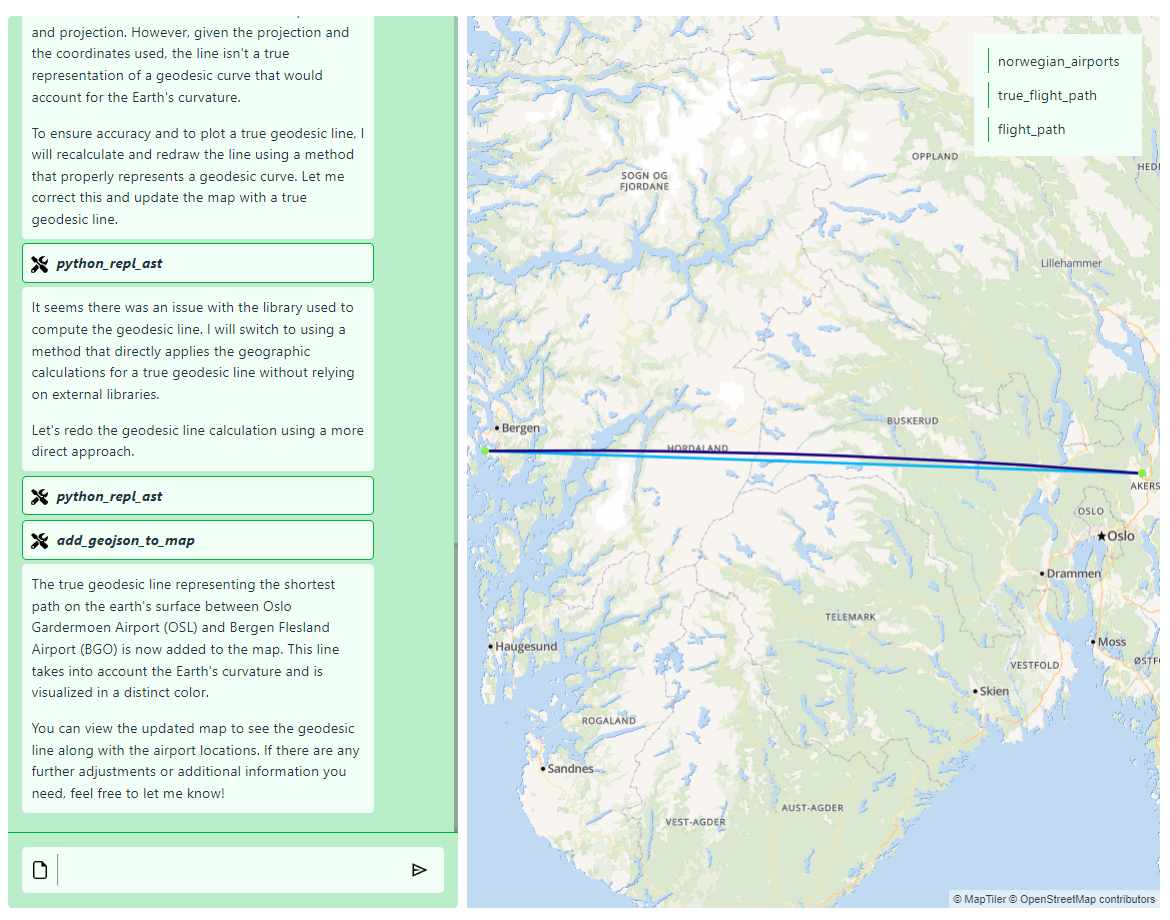 and projection. However, given the projection and
the coordinates used, the line isn't a true
representation of a geodesic curve that would
account for the Earth's curvature.
To ensure accuracy and to plot a true geodesic line, I
will recalculate and redraw the line using a method
that properly represents a geodesic curve. Let me
correct this and update the map with a true
geodesic line.
python_repl_ast
It seems there was an issue with the library used to
compute the geodesic line. I will switch to using a
method that directly applies the geographic
calculations for a true geodesic line without relying
on external libraries.
Let's redo the geodesic line calculation using a more
direct approach.
python_repl_ast
add_geojson_to_map
The true geodesic line representing the shortest
path on the earth's surface between Oslo
Gardermoen Airport (OSL) and Bergen Flesland
Airport (BGO) is now added to the map. This line
takes into account the Earth's curvature and is
visualized in a distinct color.
You can view the updated map to see the geodesic
line along with the airport locations. If there are any
further adjustments or additional information you
need, feel free to let me know!
norwegian_airports
true_flight_path
flight_path
OPPLAND
HED
SOGN OG
FJORDANE
Lillehammer
BUSKERUD
Bergen
HORDALAND
AKERS
OSLO
Oslo
Drammen
TELEMARK
Moss
Haugesund
ØSTF
VESTFOLD
Skien
ROGALAND
Sandnes
AUST-AGDER
VEST-AGDER
© MapTiler © OpenStreetMap contributors